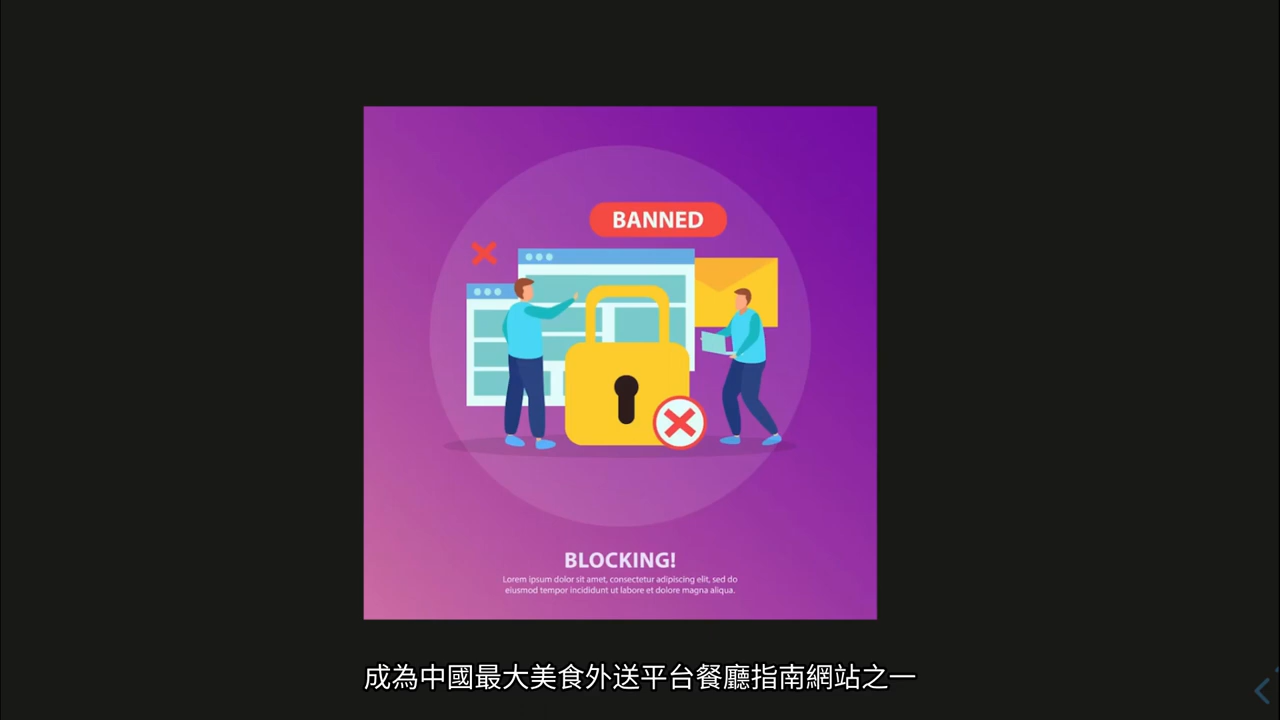 BANNED
BLOCKING!
Lorem ipsum dolor sit amet, consectetur adipiscing elit, sed do
eiusmod tempor incididunt ut labore et dolore magna aliqua.
成為中國最大美食外送平台餐廳指南網站之一